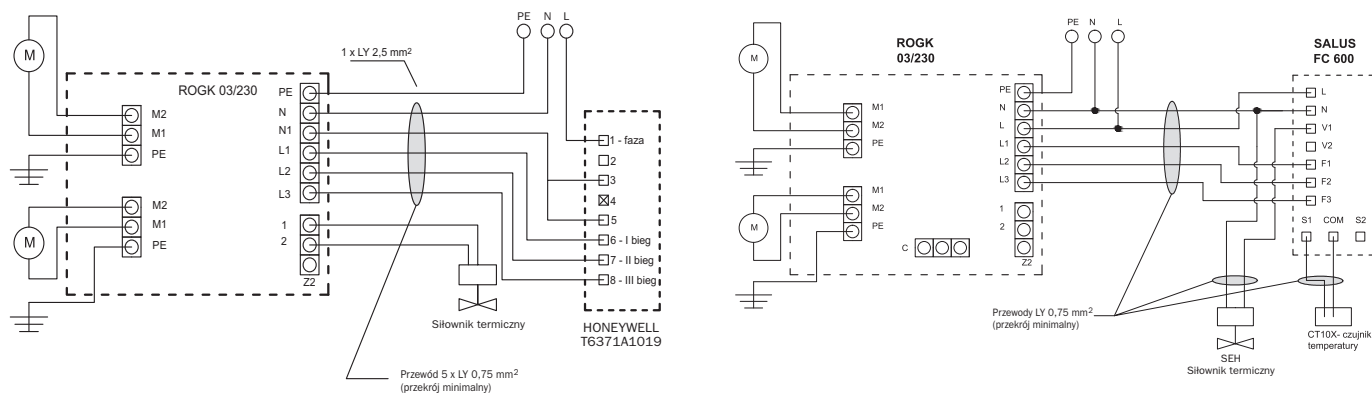 PE N L
1 x LY 2,5 mm²
M
ROGK 03/230
PE
M2
N
M1
N1
PE
L1
L2
L3
M2
M
M1
1
PE
2
Z2
1 - faza
2
3
4
5
6 - I bieg
7 - II bieg
8 - III bieg
Siłownik termiczny
HONEYWELL
T6371A1019
Przewód 5 x LY 0,75 mm²
(przekrój minimalny)
PE N L
ROGK
03/230
SALUS
FC 600
M
PE
M1
N
M2
L
PE
L1
L2
L3
M1
M
M2
1
PE
2
C
Z2
L
N
V1
V2
F1
F2
F3
S1 COM S2
Przewody LY 0,75 mm²
(przekrój minimalny)
CT10X- czujnik
temperatury
SEH
Siłownik termiczny